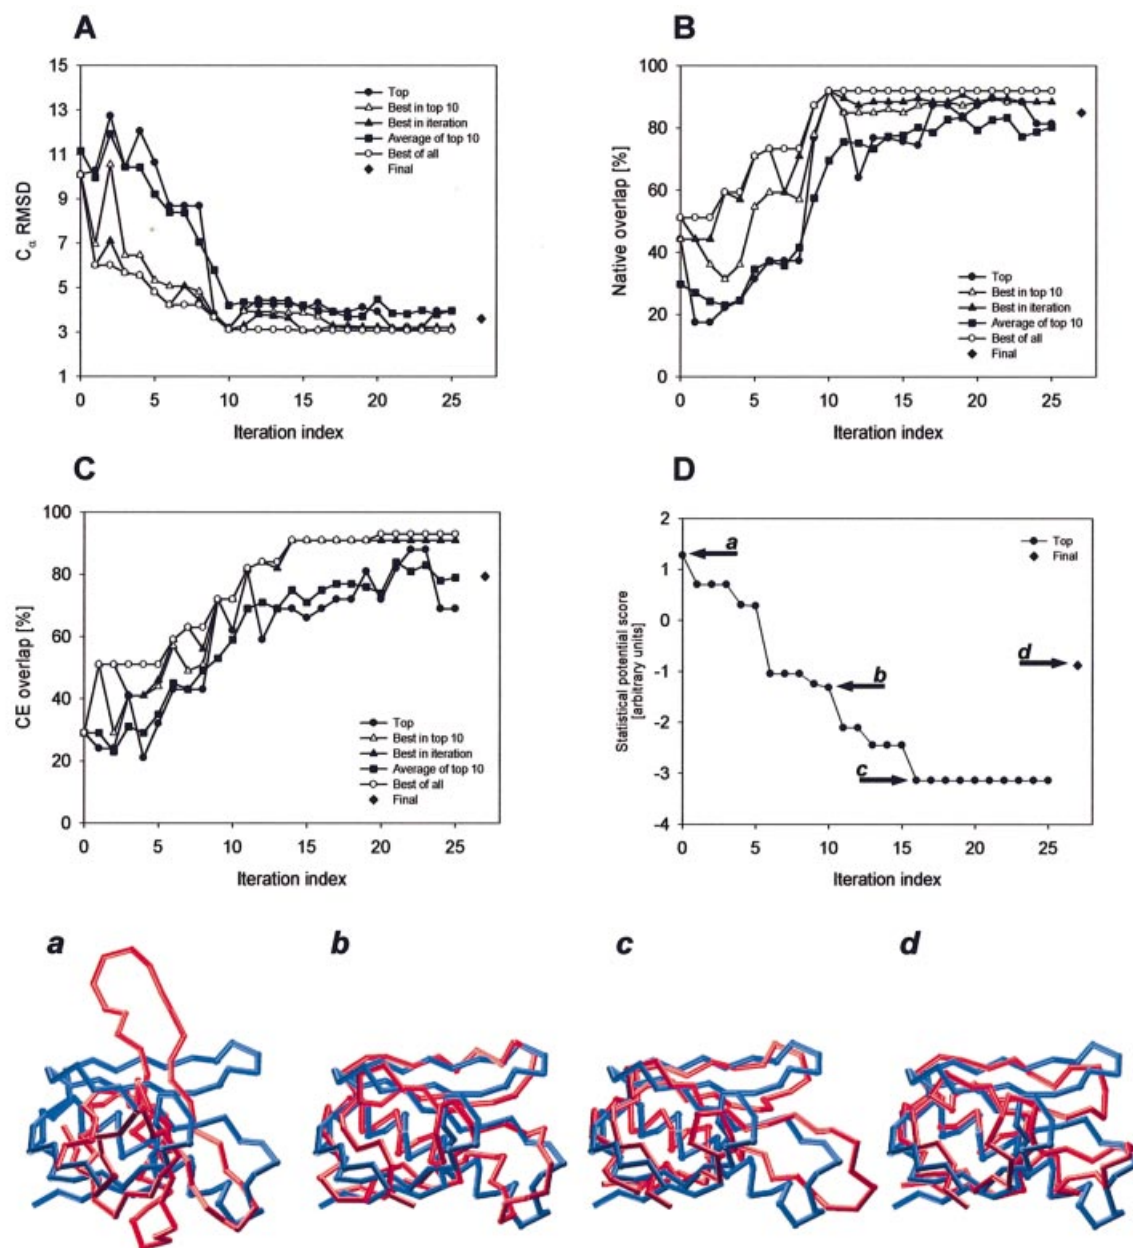 A
Cα RMSD
15
13
11
9
7
5
3
1
Top
Best in top 10
Best in iteration
Average of top 10
Best of all
Final
0 5 10 15 20 25
Iteration index
B
Native overlap [%]
100
80
60
40
20
0
Top
Best in top 10
Best in iteration
Average of top 10
Best of all
Final
0 5 10 15 20 25
Iteration index
C
CE overlap [%]
100
80
60
40
20
0
Top
Best in top 10
Best in iteration
Average of top 10
Best of all
Final
0 5 10 15 20 25
Iteration index
D
Statistical potential score
[arbitrary units]
2
1
0
-1
-2
-3
-4
a
Top
Final
d
b
c
0 5 10 15 20 25
Iteration index
a b c d